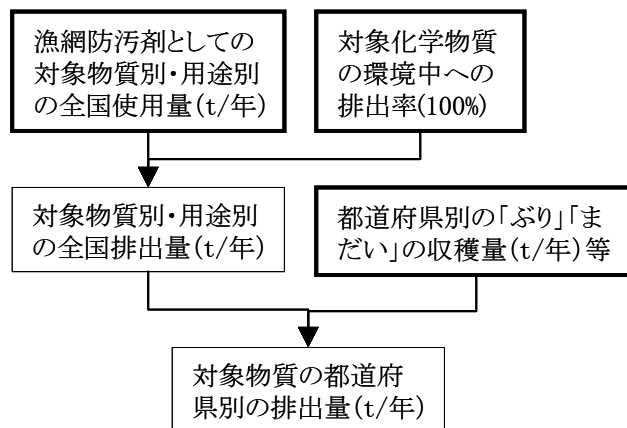 漁網防汚剤としての
対象物質別・用途別
の全国使用量(t/年)
対象化学物質
の環境中への
排出率(100%)
対象物質別・用途別
の全国排出量(t/年)
都道府県別の「ぶり」「ま
だい」の収穫量(t/年)等
対象物質の都道府
県別の排出量(t/年)